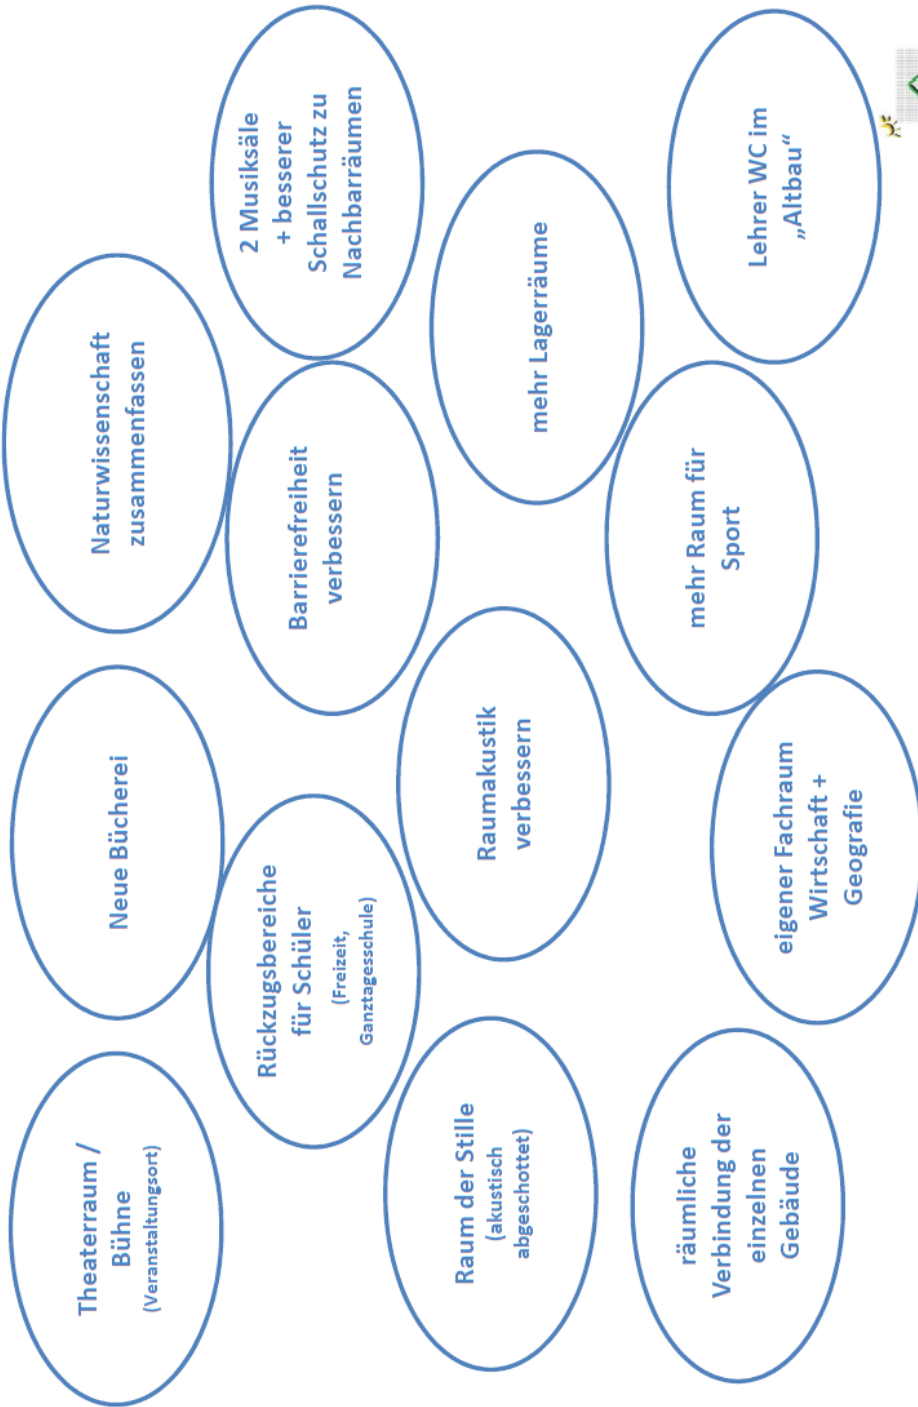 Theaterraum /
Bühne
(Veranstaltungsort)
Neue Bücherei
Naturwissenschaft
zusammenfassen
Rückzugsbereiche
für Schüler
(Freizeit,
Ganztagesschule)
Barrierefreiheit
verbessern
2 Musiksäle
+ besserer
Schallschutz zu
Nachbarräumen
Raum der Stille
(akustisch
abgeschottet)
Raumakustik
verbessern
mehr Lagerräume
räumliche
Verbindung der
einzelnen
Gebäude
eigener Fachraum
Wirtschaft +
Geografie
mehr Raum für
Sport
Lehrer WC im
„Altbau“